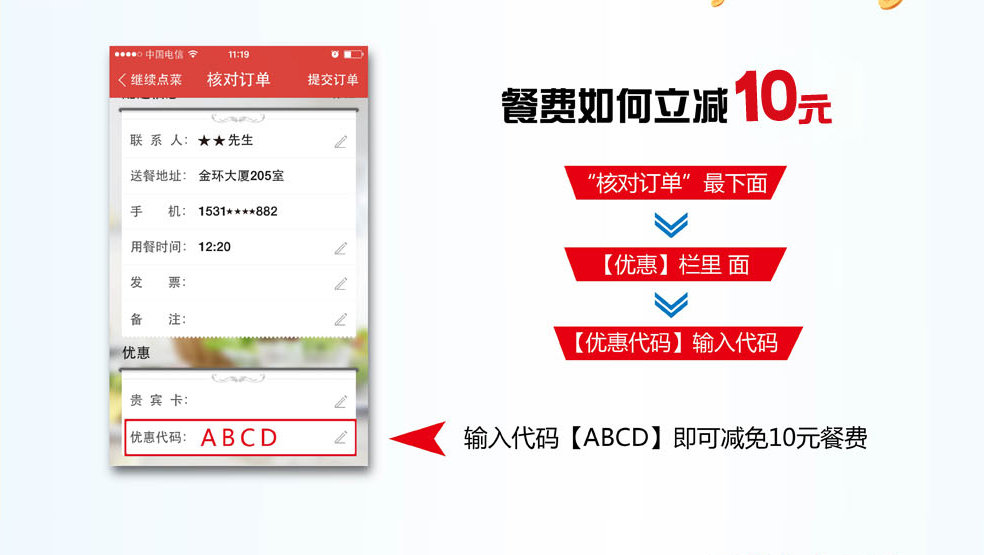 中国电信 11:19
继续点菜 核对订单 提交订单
联系人: ★★先生
送餐地址: 金环大厦205室
手机: 1531★★★★882
用餐时间: 12:20
发票:
备注:
优惠
贵宾卡:
优惠代码: ABCD
餐费如何立减10元
“核对订单”最下面
【优惠】栏里 面
【优惠代码】输入代码
输入代码【ABCD】即可减免10元餐费